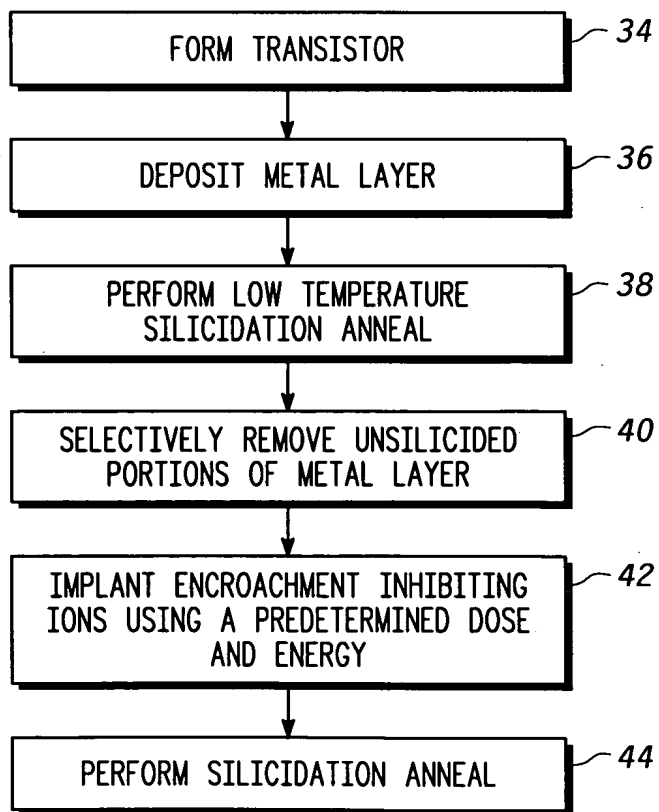 FORM TRANSISTOR
34
DEPOSIT METAL LAYER
36
PERFORM LOW TEMPERATURE
SILICIDATION ANNEAL
38
SELECTIVELY REMOVE UNSILICIDED
PORTIONS OF METAL LAYER
40
IMPLANT ENCROACHMENT INHIBITING
IONS USING A PREDETERMINED DOSE
AND ENERGY
42
PERFORM SILICIDATION ANNEAL
44